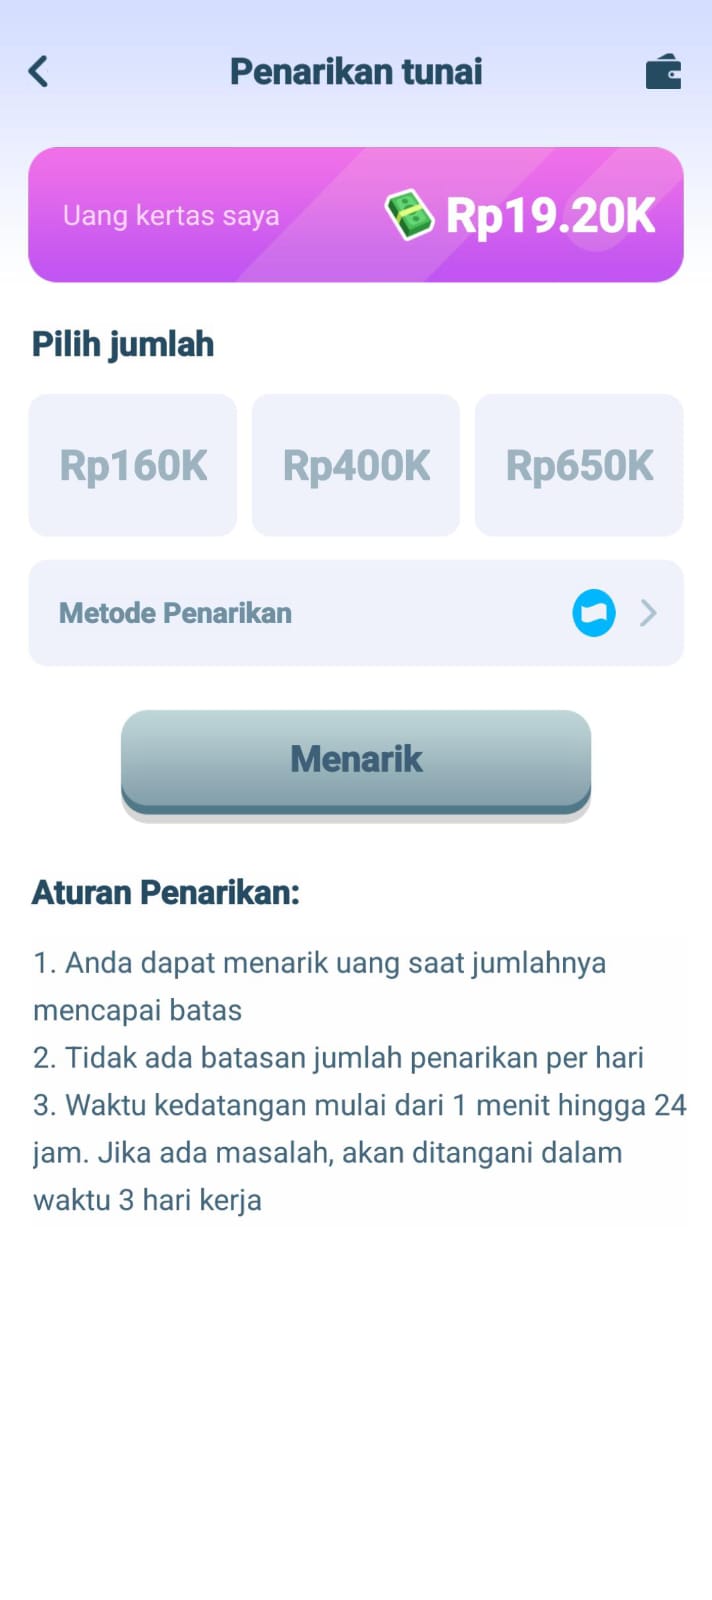 Penarikan tunai
Uang kertas saya
Rp19.20K
Pilih jumlah
Rp160K
Rp400K
Rp650K
Metode Penarikan
Menarik
Aturan Penarikan:
1. Anda dapat menarik uang saat jumlahnya
mencapai batas
2. Tidak ada batasan jumlah penarikan per hari
3. Waktu kedatangan mulai dari 1 menit hingga 24
jam. Jika ada masalah, akan ditangani dalam
waktu 3 hari kerja